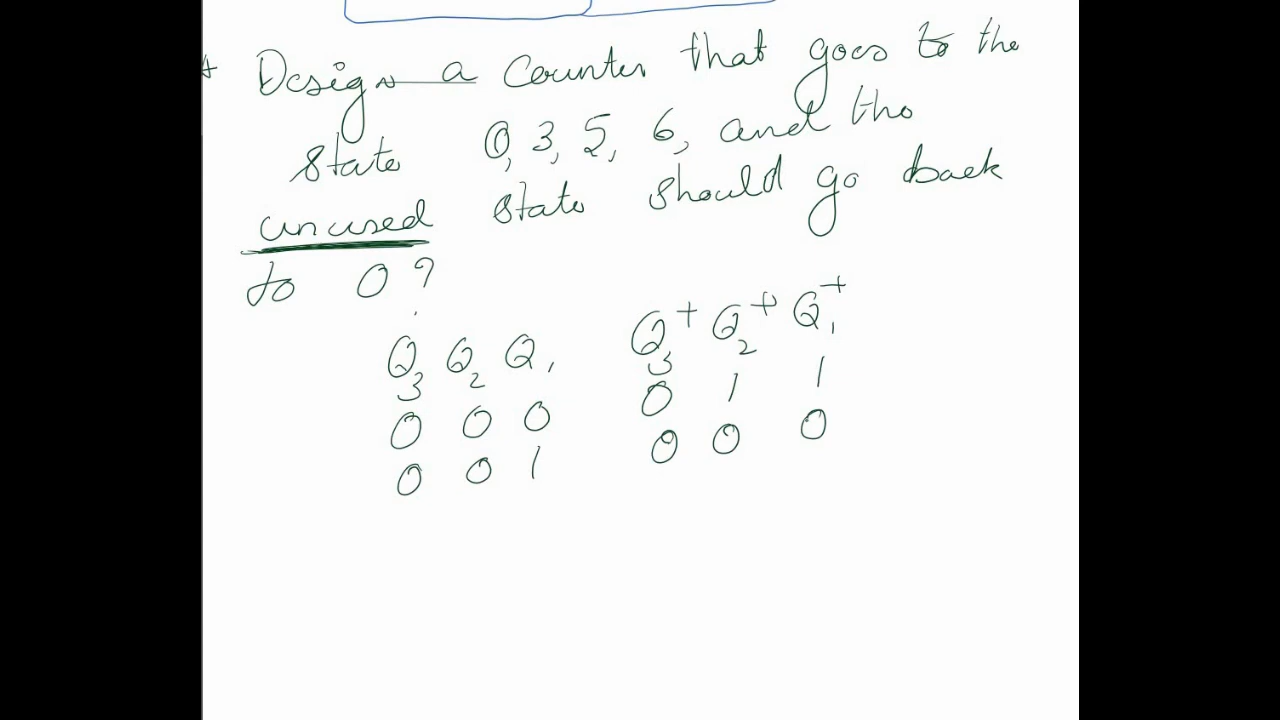 * Design a counter that goes to the
state 0, 3, 5, 6, and the
unused state should go back
to 0?
Q3 Q2 Q1 Q3+ Q2+ Q1+
0 0 0 0 1 1
0 0 1 0 0 0